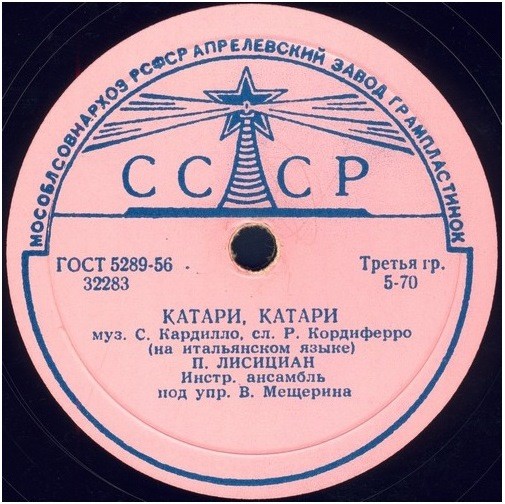 МОСОБЛСОВНАРХОЗ РСФСР АПРЕЛЕВСКИЙ ЗАВОД ГРАМПЛАСТИНОК
СССР
ГОСТ 5289-56
32283
Третья гр.
5-70
КАТАРИ, КАТАРИ
муз. С. Кардилло, сл. Р. Кордиферро
(на итальянском языке)
П. ЛИСИЦИАН
Инстр. ансамбль
под упр. В. Мещерина